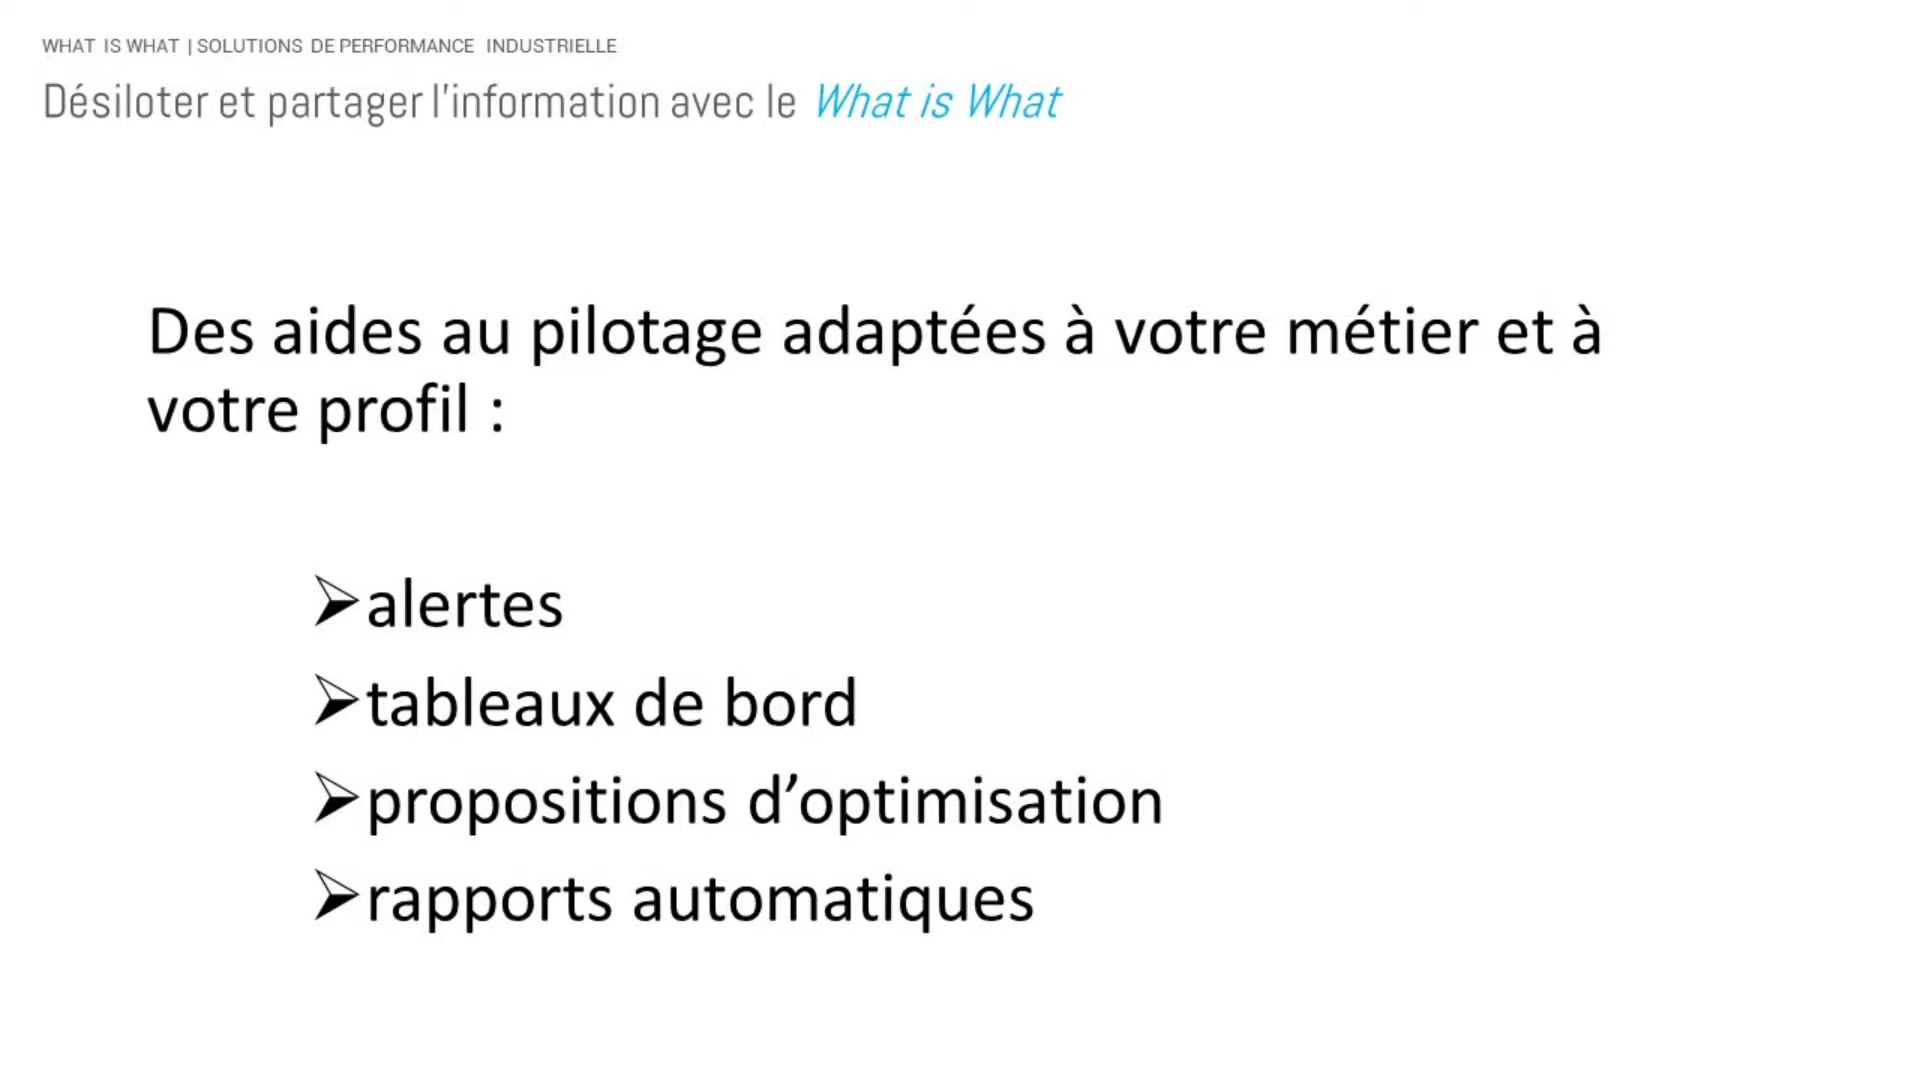 WHAT IS WHAT | SOLUTIONS DE PERFORMANCE INDUSTRIELLE
Désiloter et partager l'information avec le What is What
Des aides au pilotage adaptées à votre métier et à
votre profil :
➢alertes
➢tableaux de bord
➢propositions d’optimisation
➢rapports automatiques